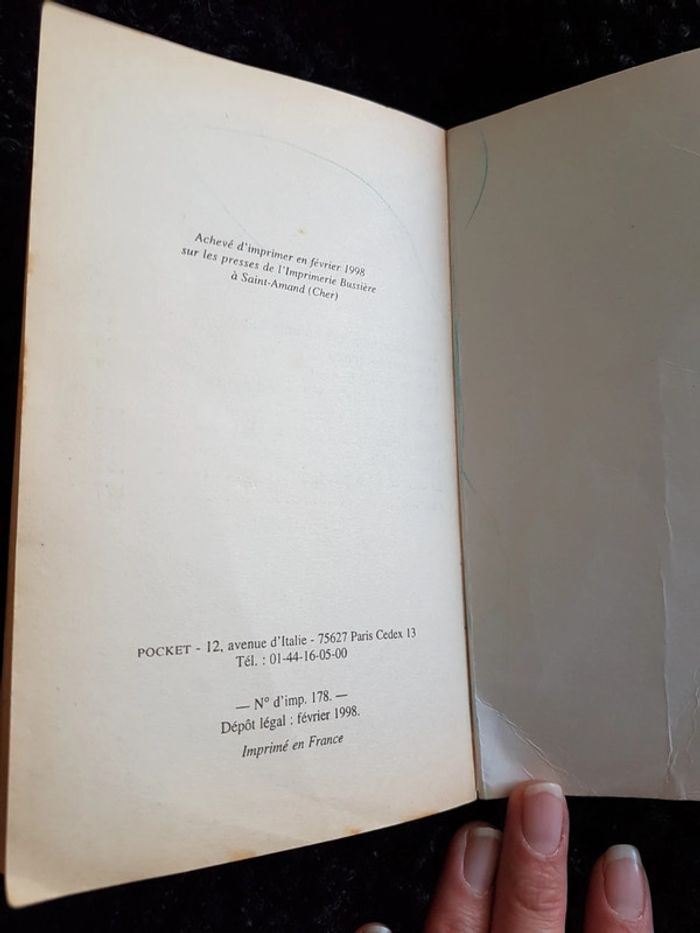 Achevé d'imprimer en février 1998
sur les presses de l'Imprimerie Bussière
à Saint-Amand (Cher)
POCKET - 12, avenue d'Italie - 75627 Paris Cedex 13
Tél. : 01-44-16-05-00
— N° d'imp. 178. —
Dépôt légal : février 1998.
Imprimé en France